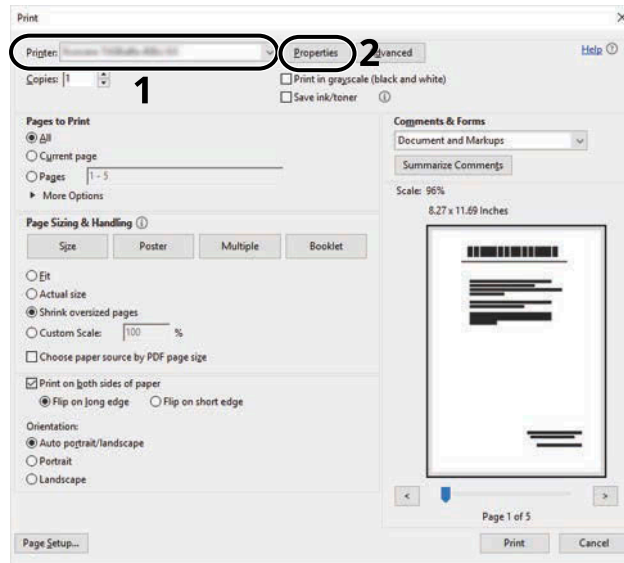 Print
Printer:
Properties
2
Advanced
Help
Copies: 1
1
Print in grayscale (black and white)
Save ink/toner
Pages to Print
All
Current page
Pages 1 - 5
More Options
Page Sizing & Handling
Size Poster Multiple Booklet
Fit
Actual size
Shrink oversized pages
Custom Scale: 100 %
Choose paper source by PDF page size
Print on both sides of paper
Flip on long edge Flip on short edge
Orientation:
Auto portrait/landscape
Portrait
Landscape
Comments & Forms
Document and Markups
Summarize Comments
Scale: 96%
8.27 x 11.69 Inches
< >
Page 1 of 5
Page Setup... Print Cancel